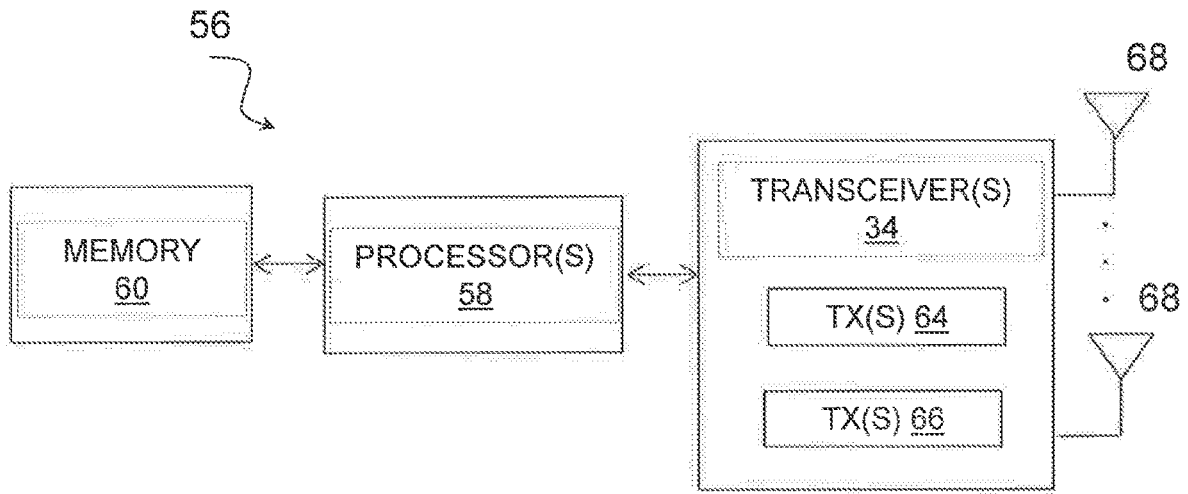 56
68
MEMORY
60
PROCESSOR(S)
58
TRANSCEIVER(S)
34
TX(S) 64
TX(S) 66
68